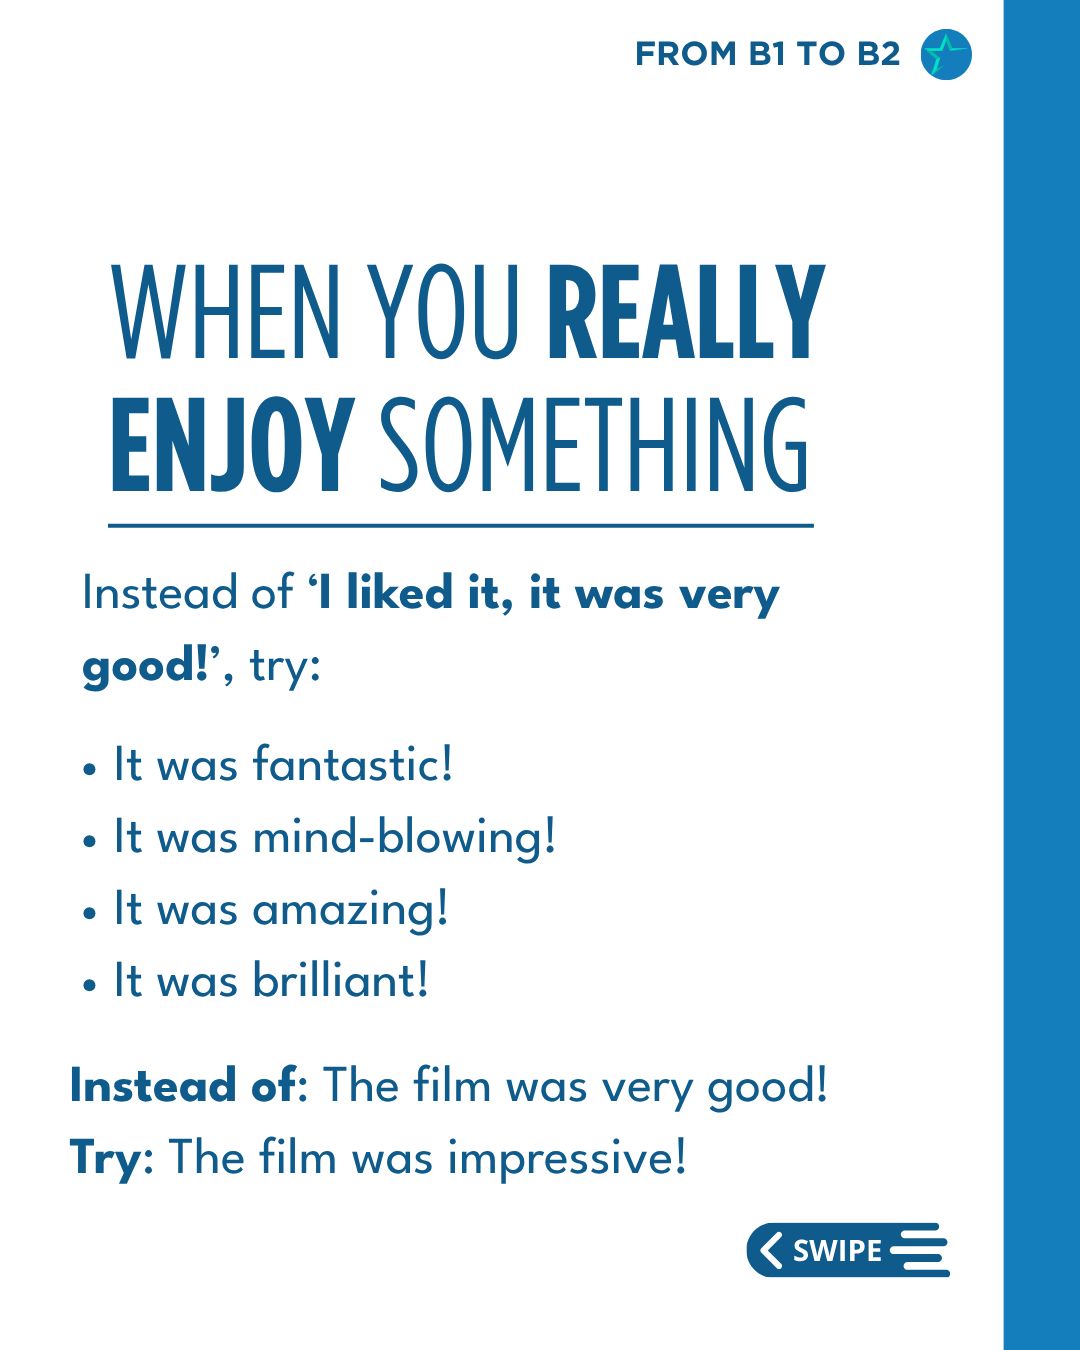 FROM B1 TO B2
WHEN YOU REALLY
ENJOY SOMETHING
Instead of ‘I liked it, it was very
good!’, try:
• It was fantastic!
• It was mind-blowing!
• It was amazing!
• It was brilliant!
Instead of: The film was very good!
Try: The film was impressive!
SWIPE